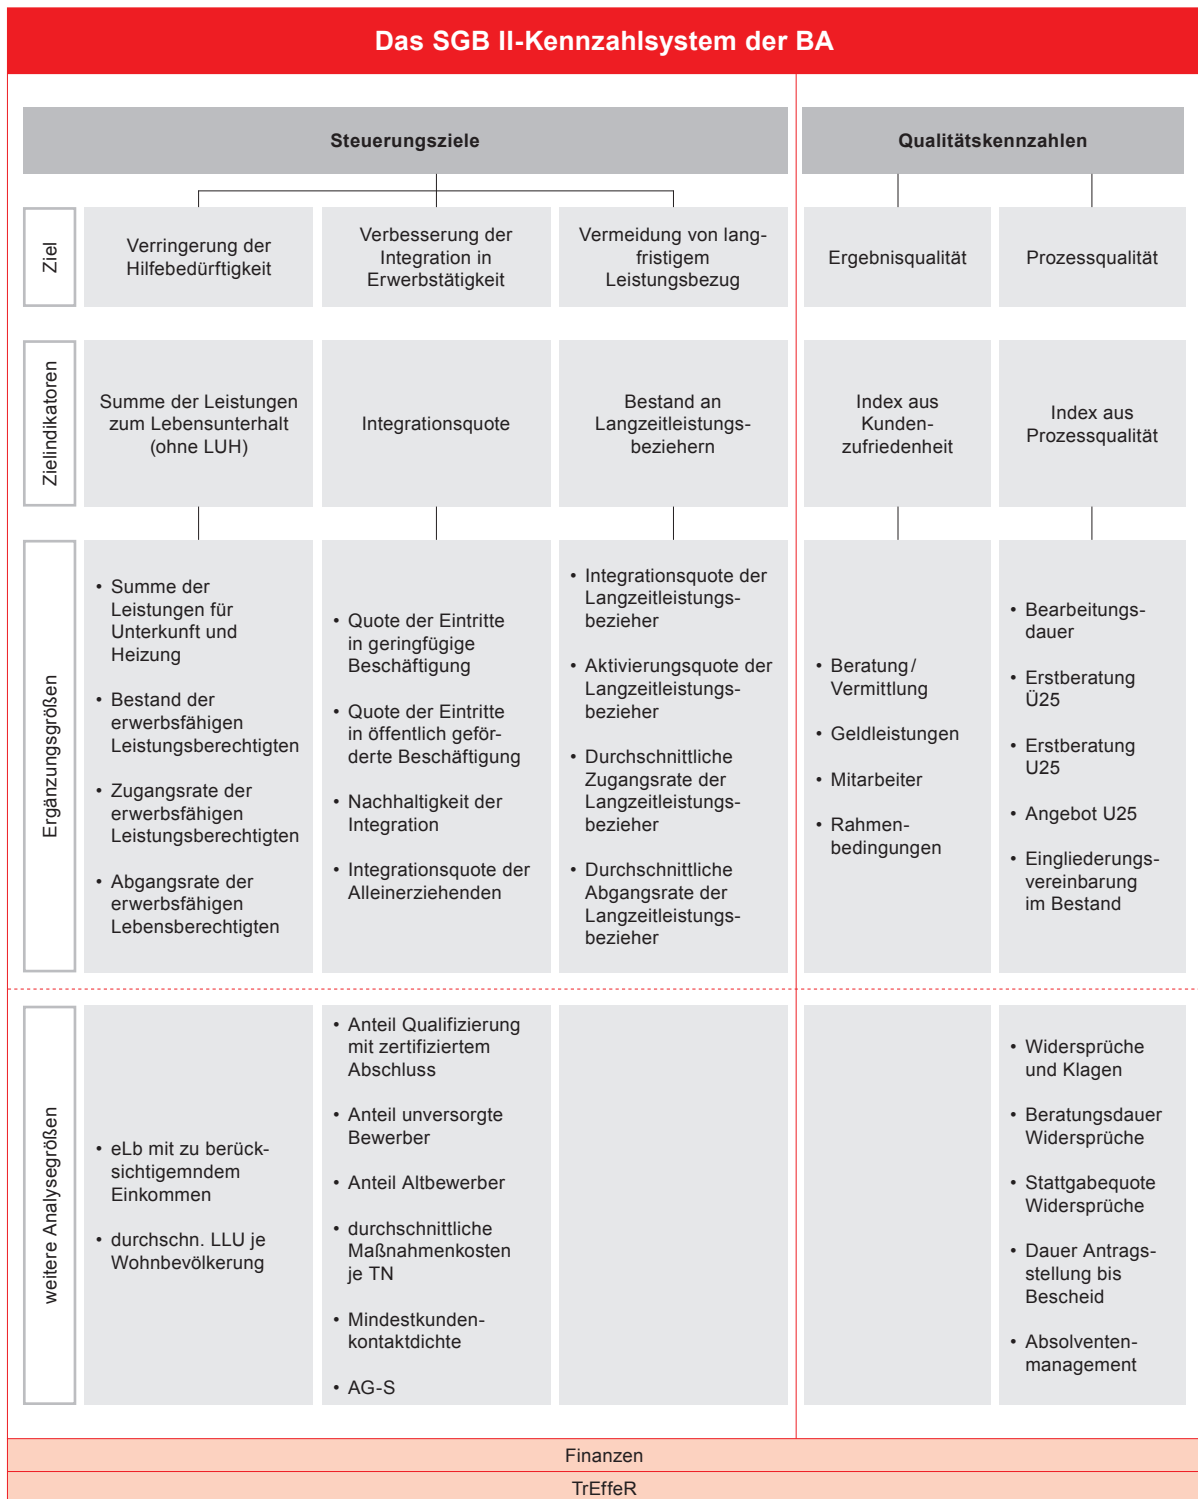 Das SGB II-Kennzahlsystem der BA
Steuerungsziele
Qualitätskennzahlen
Ziel
Verringerung der
Hilfebedürftigkeit
Verbesserung der
Integration in
Erwerbstätigkeit
Vermeidung von lang-
fristigem
Leistungsbezug
Ergebnisqualität
Prozessqualität
Zielindikatoren
Summe der Leistungen
zum Lebensunterhalt
(ohne LUH)
Integrationsquote
Bestand an
Langzeitleistungs-
beziehern
Index aus
Kunden-
zufriedenheit
Index aus
Prozessqualität
Ergänzungsgrößen
• Summe der
Leistungen für
Unterkunft und
Heizung
• Bestand der
erwerbsfähigen
Leistungsberechtigten
• Zugangsrate der
erwerbsfähigen
Leistungsberechtigten
• Abgangsrate der
erwerbsfähigen
Lebensberechtigten
• Quote der Eintritte
in geringfügige
Beschäftigung
• Quote der Eintritte
in öffentlich geför-
derte Beschäftigung
• Nachhaltigkeit der
Integration
• Integrationsquote der
Alleinerziehenden
• Integrationsquote der
Langzeitleistungs-
bezieher
• Aktivierungsquote der
Langzeitleistungs-
bezieher
• Durchschnittliche
Zugangsrate der
Langzeitleistungs-
bezieher
• Durchschnittliche
Abgangsrate der
Langzeitleistungs-
bezieher
• Beratung/
Vermittlung
• Geldleistungen
• Mitarbeiter
• Rahmen-
bedingungen
• Bearbeitungs-
dauer
• Erstberatung
Ü25
• Erstberatung
U25
• Angebot U25
• Eingliederungs-
vereinbarung
im Bestand
weitere Analysegrößen
• eLb mit zu berück-
sichtigemndem
Einkommen
• durchschn. LLU je
Wohnbevölkerung
• Anteil Qualifizierung
mit zertifiziertem
Abschluss
• Anteil unversorgte
Bewerber
• Anteil Altbewerber
• durchschnittliche
Maßnahmenkosten
je TN
• Mindestkunden-
kontaktdichte
• AG-S
• Widersprüche
und Klagen
• Beratungsdauer
Widersprüche
• Stattgabequote
Widersprüche
• Dauer Antrags-
stellung bis
Bescheid
• Absolventen-
management
Finanzen
TrEffeR